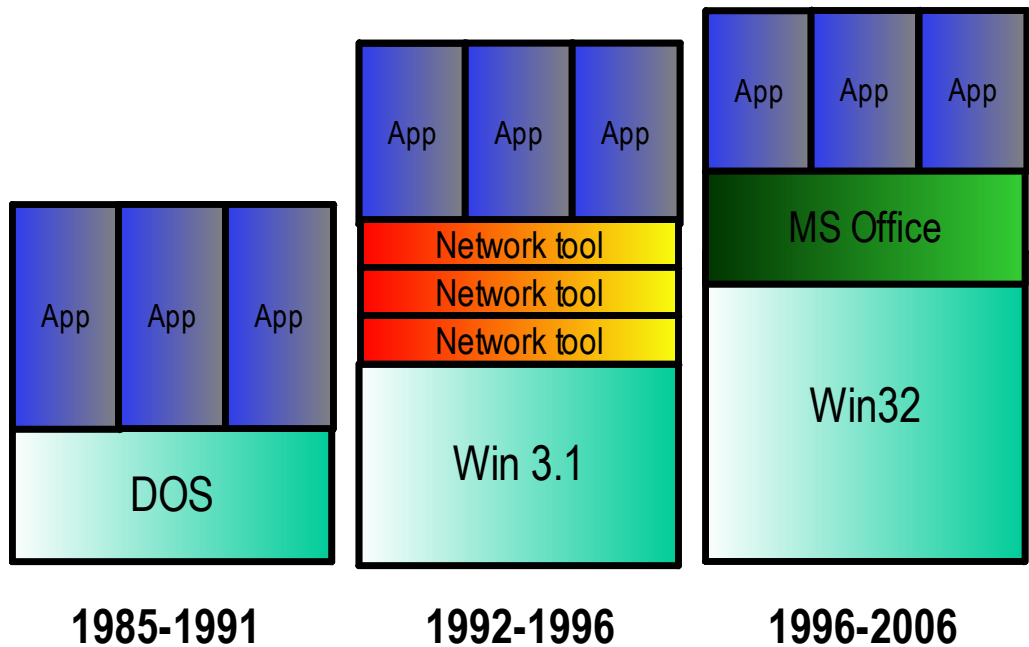 App App App
DOS
1985-1991
App App App
Network tool
Network tool
Network tool
Win 3.1
1992-1996
App App App
MS Office
Win32
1996-2006